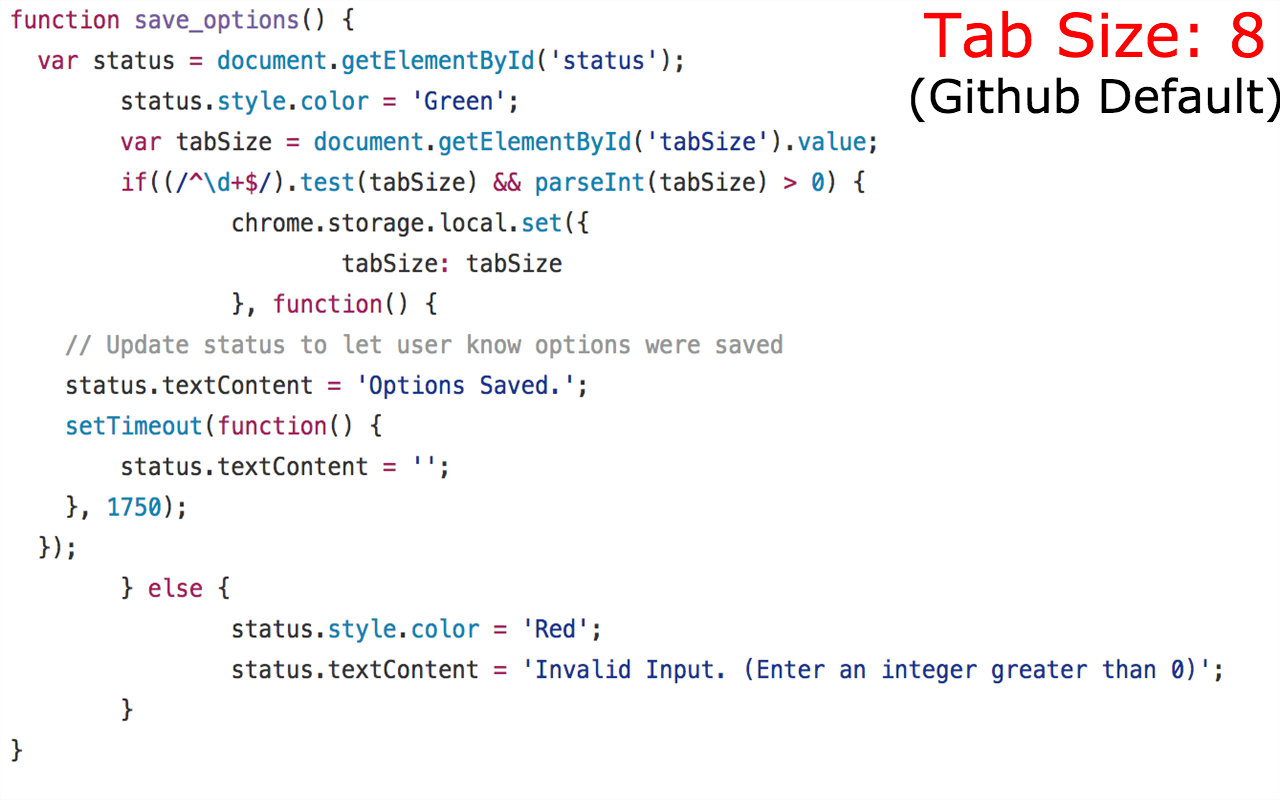 function save_options() {
  var status = document.getElementById('status');
        status.style.color = 'Green';
        var tabSize = document.getElementById('tabSize').value;
        if((/^\d+$/).test(tabSize) && parseInt(tabSize) > 0) {
                chrome.storage.local.set({
                        tabSize: tabSize
                }, function() {
    // Update status to let user know options were saved
    status.textContent = 'Options Saved.';
    setTimeout(function() {
        status.textContent = '';
    }, 1750);
  });
        } else {
                status.style.color = 'Red';
                status.textContent = 'Invalid Input. (Enter an integer greater than 0)';
        }
}
Tab Size: 8
(Github Default)